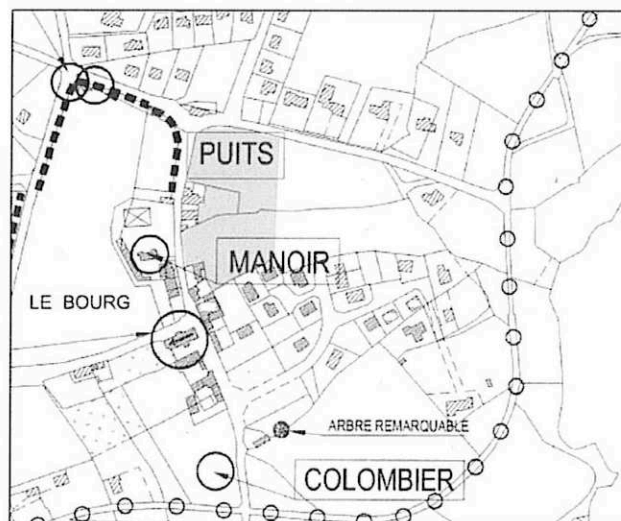 PUITS
MANOIR
LE BOURG
ARBRE REMARQUABLE
COLOMBIER